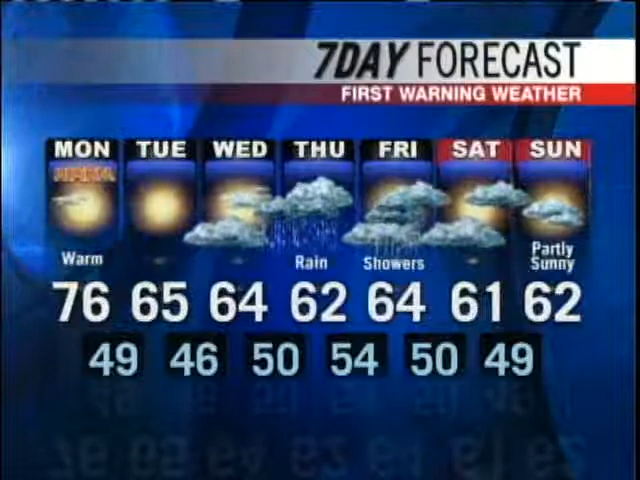 7DAY FORECAST
FIRST WARNING WEATHER
MON TUE WED THU FRI SAT SUN
Warm Rain Showers Partly Sunny
76 65 64 62 64 61 62
49 46 50 54 50 49